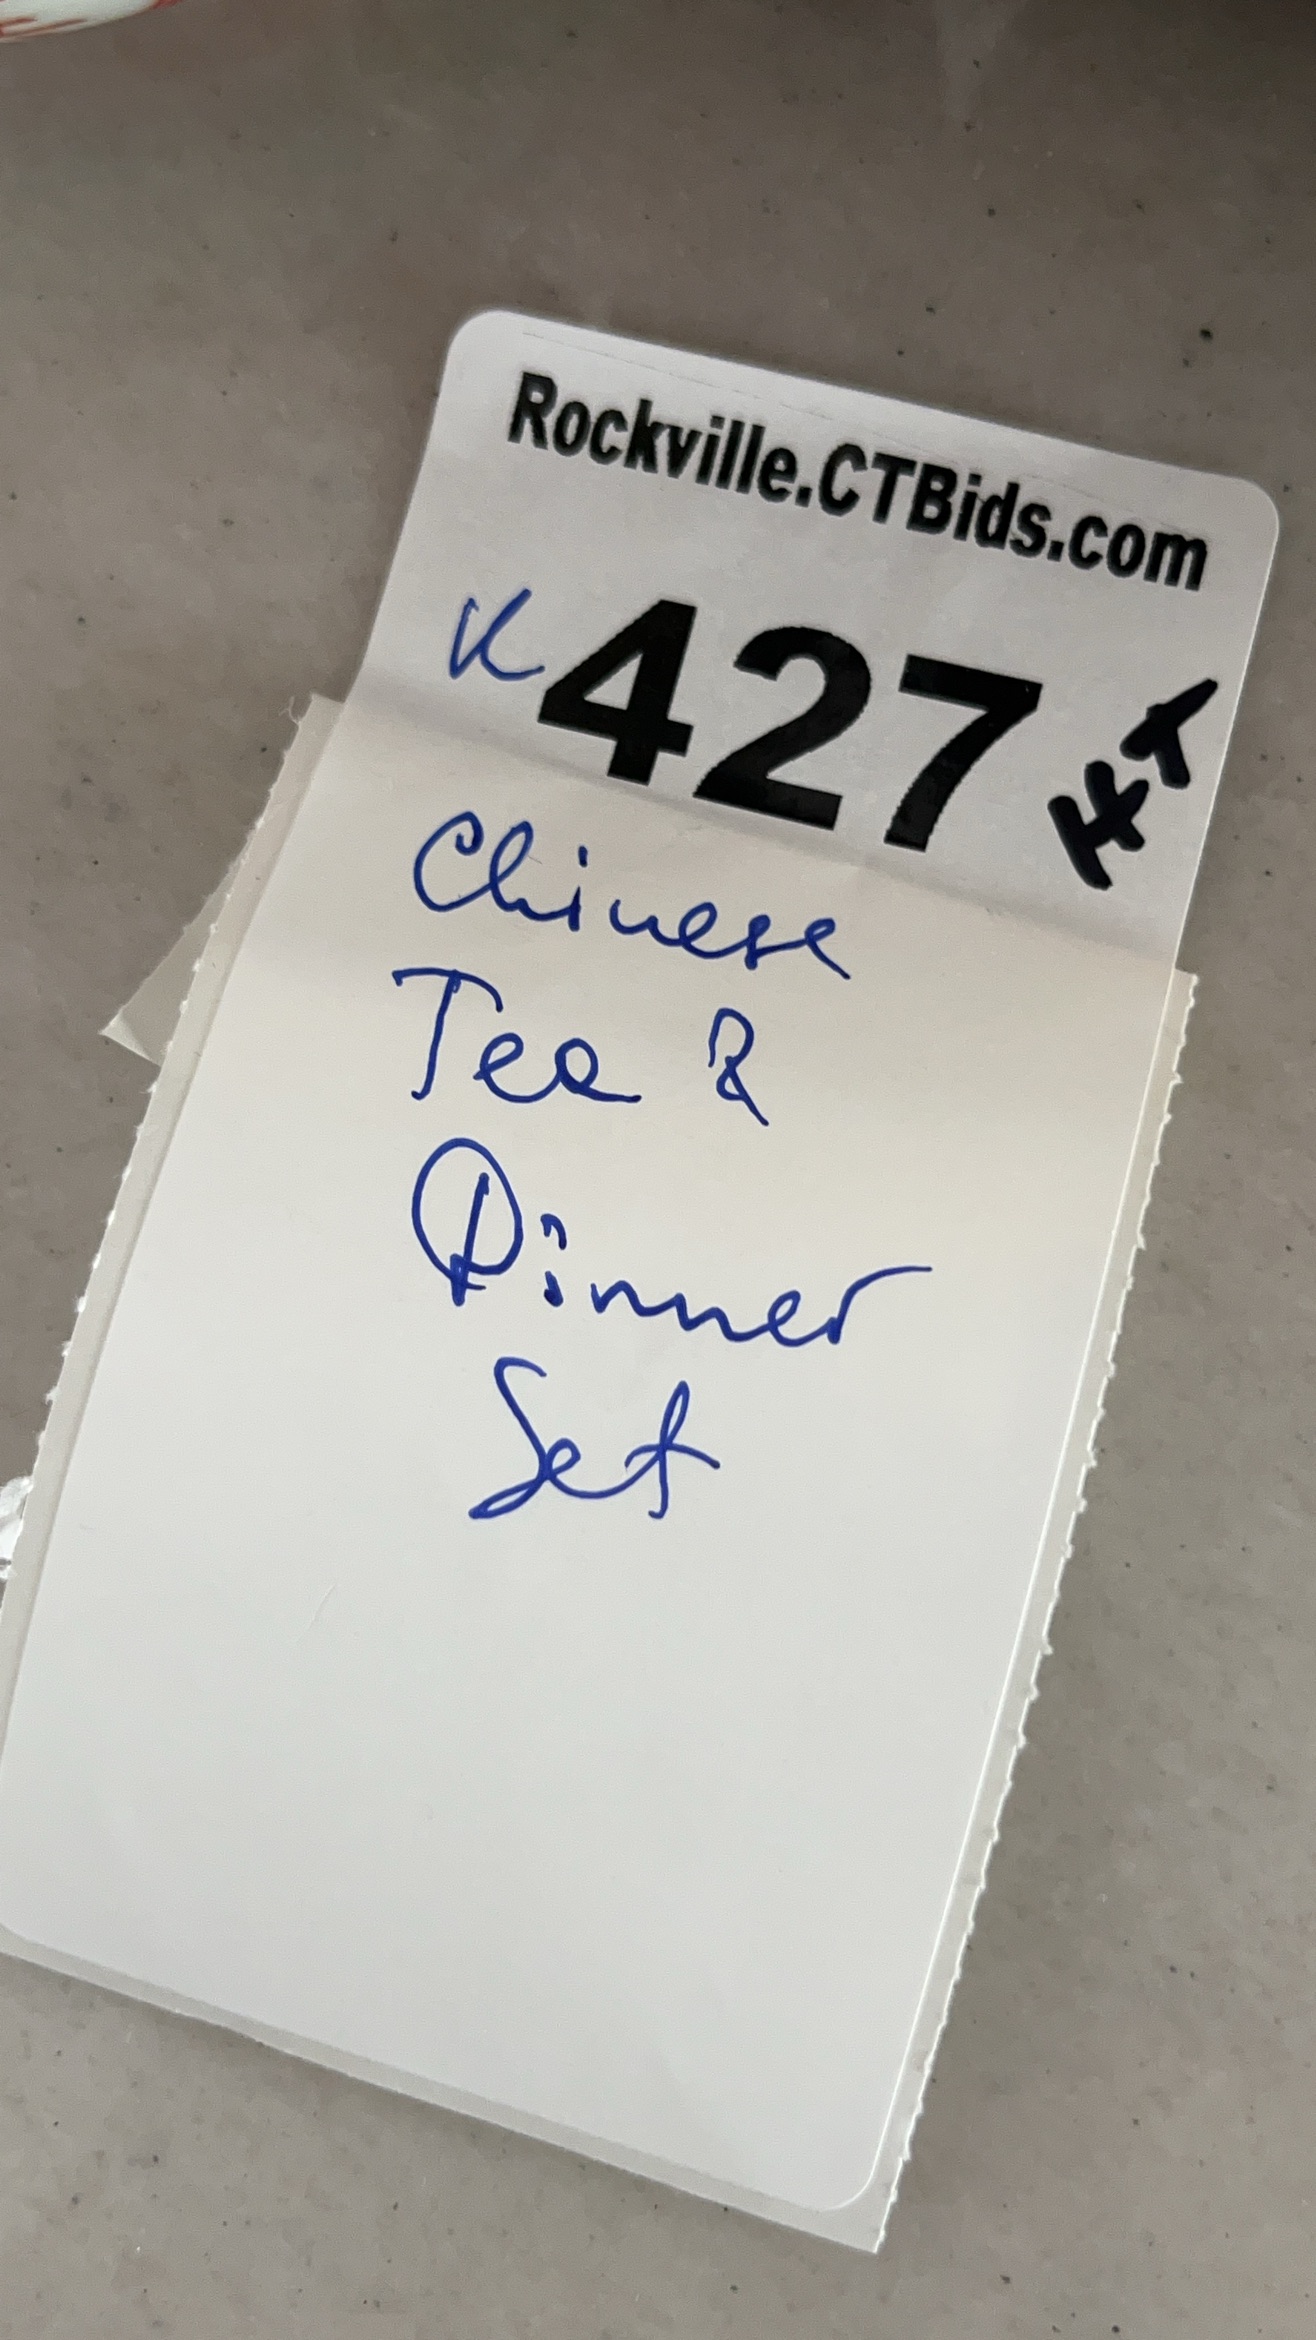 Rockville.CTBids.com
K 427 HT
Chinese
Tea &
Dinner
Set